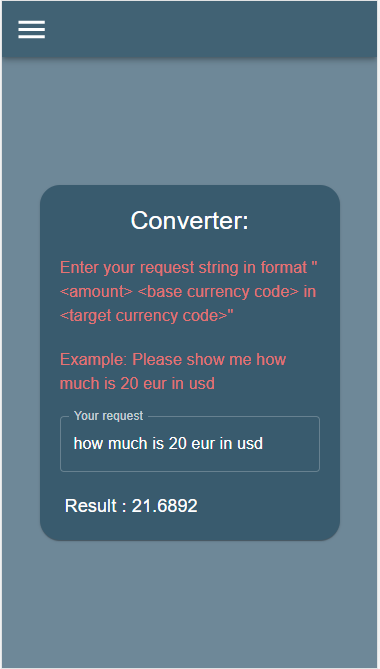 Converter:
Enter your request string in format "
<amount> <base currency code> in
<target currency code>"
Example: Please show me how
much is 20 eur in usd
Your request
how much is 20 eur in usd
Result : 21.6892